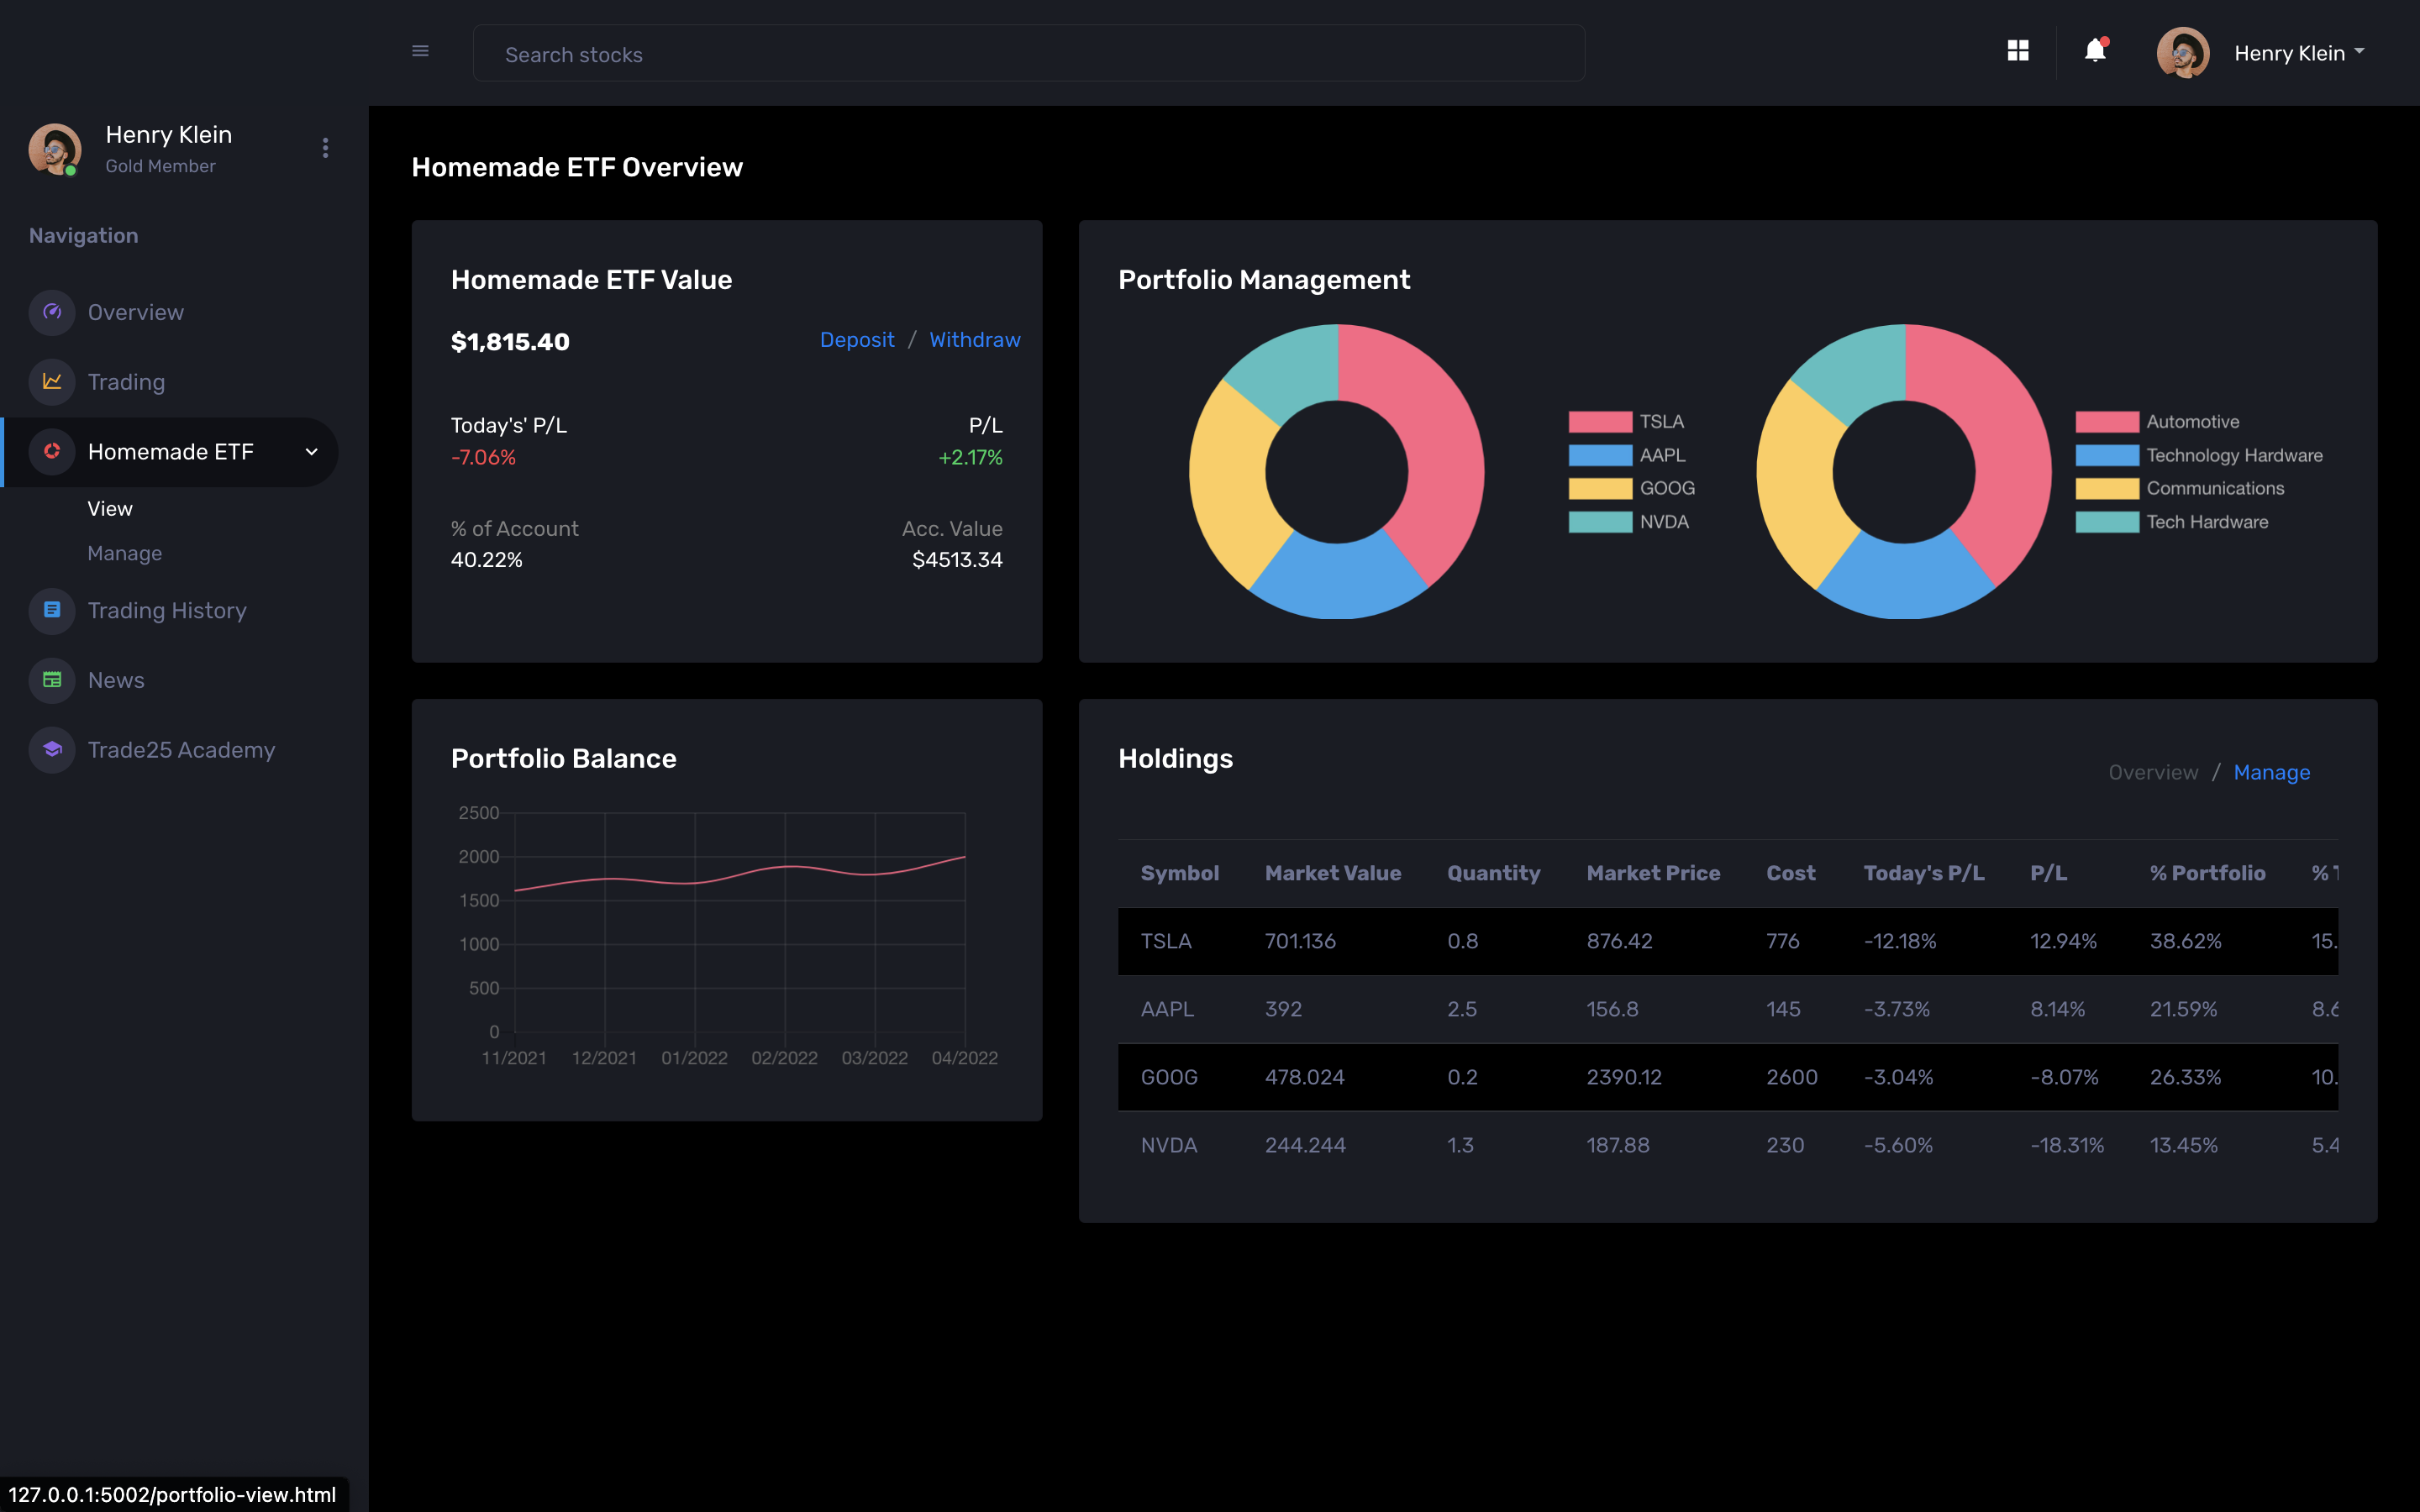 Search stocks
Henry Klein
Henry Klein
Gold Member
Navigation
Overview
Trading
Homemade ETF
View
Manage
Trading History
News
Trade25 Academy
Homemade ETF Overview
Homemade ETF Value
$1,815.40
Deposit / Withdraw
Today's' P/L P/L
-7.06% +2.17%
% of Account Acc. Value
40.22% $4513.34
Portfolio Management
TSLA
AAPL
GOOG
NVDA
Automotive
Technology Hardware
Communications
Tech Hardware
Portfolio Balance
2500
2000
1500
1000
500
0
11/2021 12/2021 01/2022 02/2022 03/2022 04/2022
Holdings
Overview / Manage
Symbol Market Value Quantity Market Price Cost Today's P/L P/L % Portfolio %
TSLA 701.136 0.8 876.42 776 -12.18% 12.94% 38.62% 15.
AAPL 392 2.5 156.8 145 -3.73% 8.14% 21.59% 8.6
GOOG 478.024 0.2 2390.12 2600 -3.04% -8.07% 26.33% 10.
NVDA 244.244 1.3 187.88 230 -5.60% -18.31% 13.45% 5.4
127.0.0.1:5002/portfolio-view.html